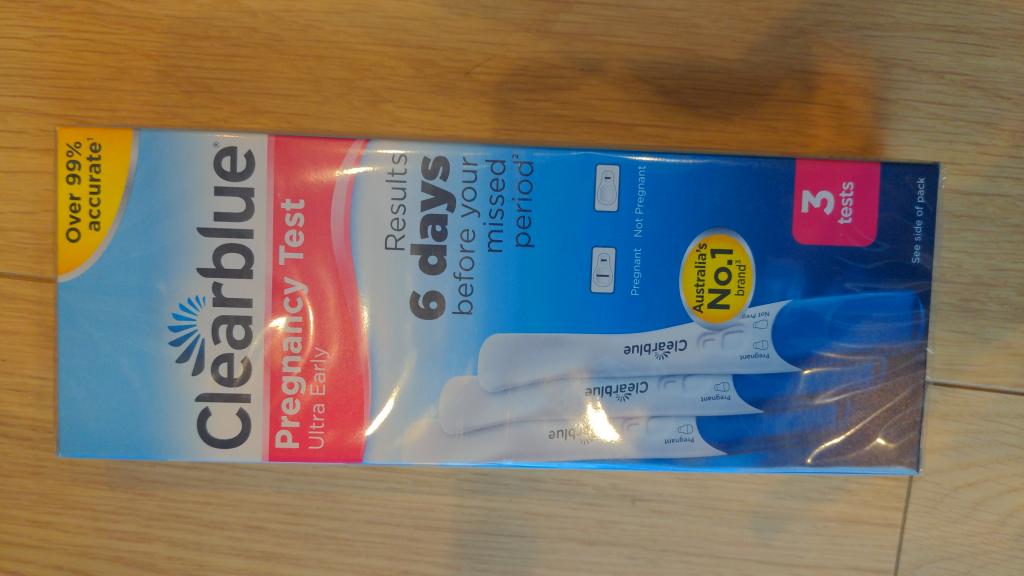 Over 99%
accurate¹
Clearblue®
Pregnancy Test
Ultra Early
Results
6 days
before your
missed
period²
Pregnant
Not Pregnant
Australia's
No.1
brand³
3
tests
See side of pack
Clearblue
Pregnant
Not Preg
Clearblue
Pregnant
Clearblue
Pregnant